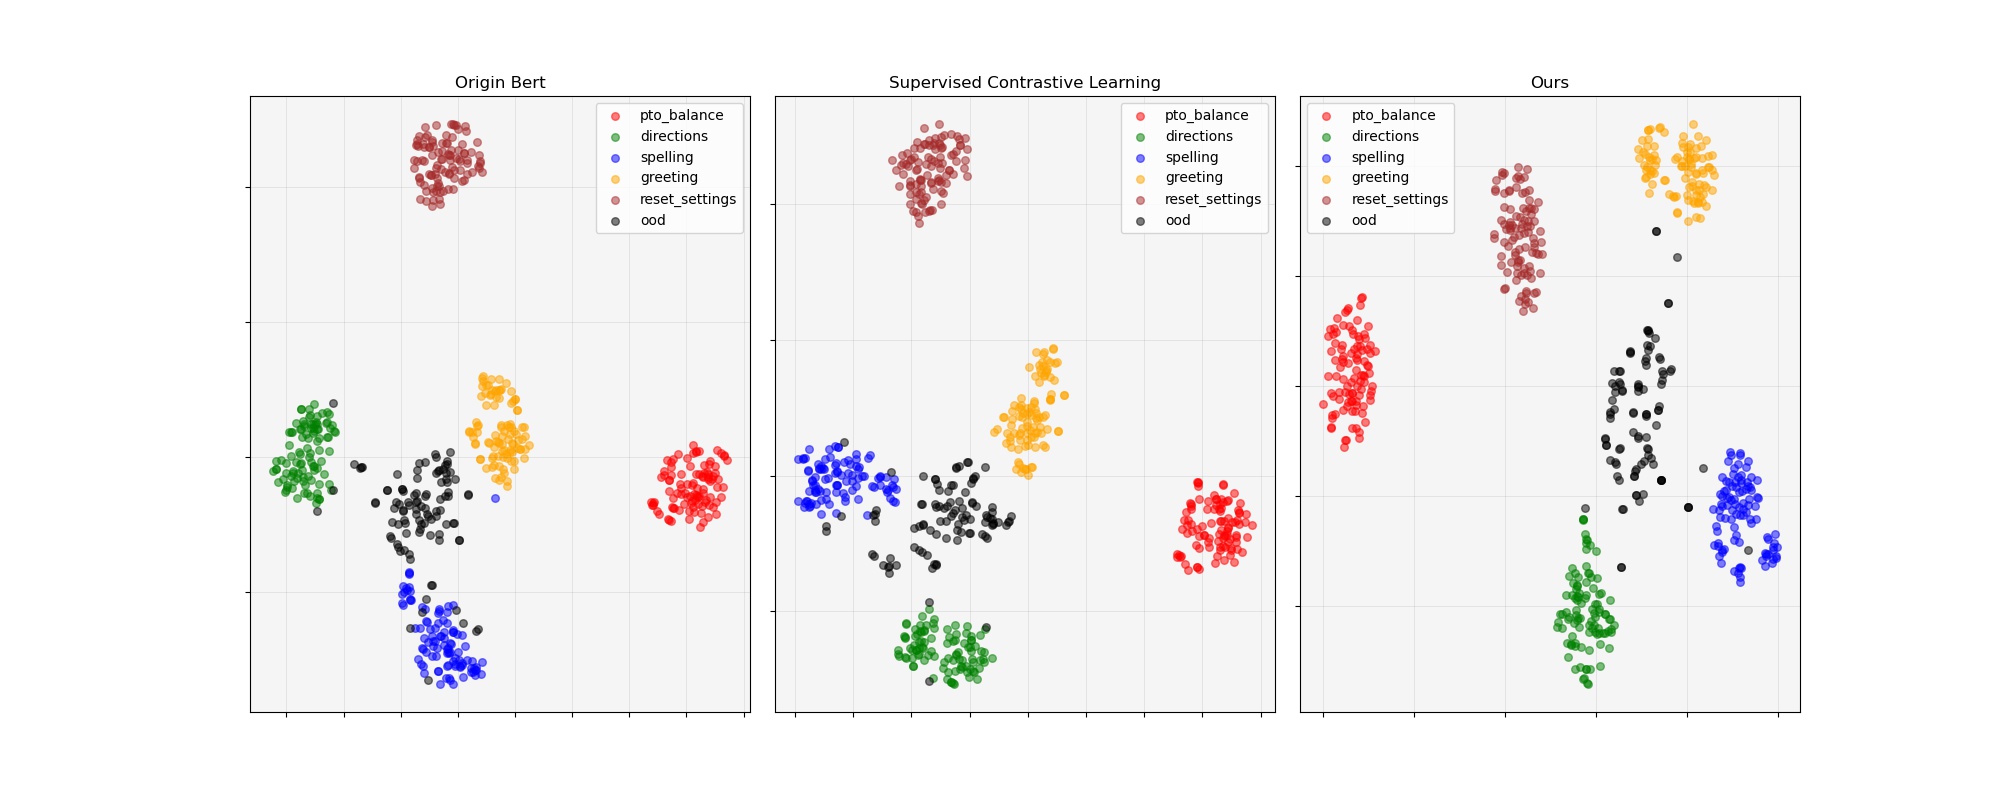 Origin Bert
pto_balance
directions
spelling
greeting
reset_settings
ood
Supervised Contrastive Learning
pto_balance
directions
spelling
greeting
reset_settings
ood
Ours
pto_balance
directions
spelling
greeting
reset_settings
ood